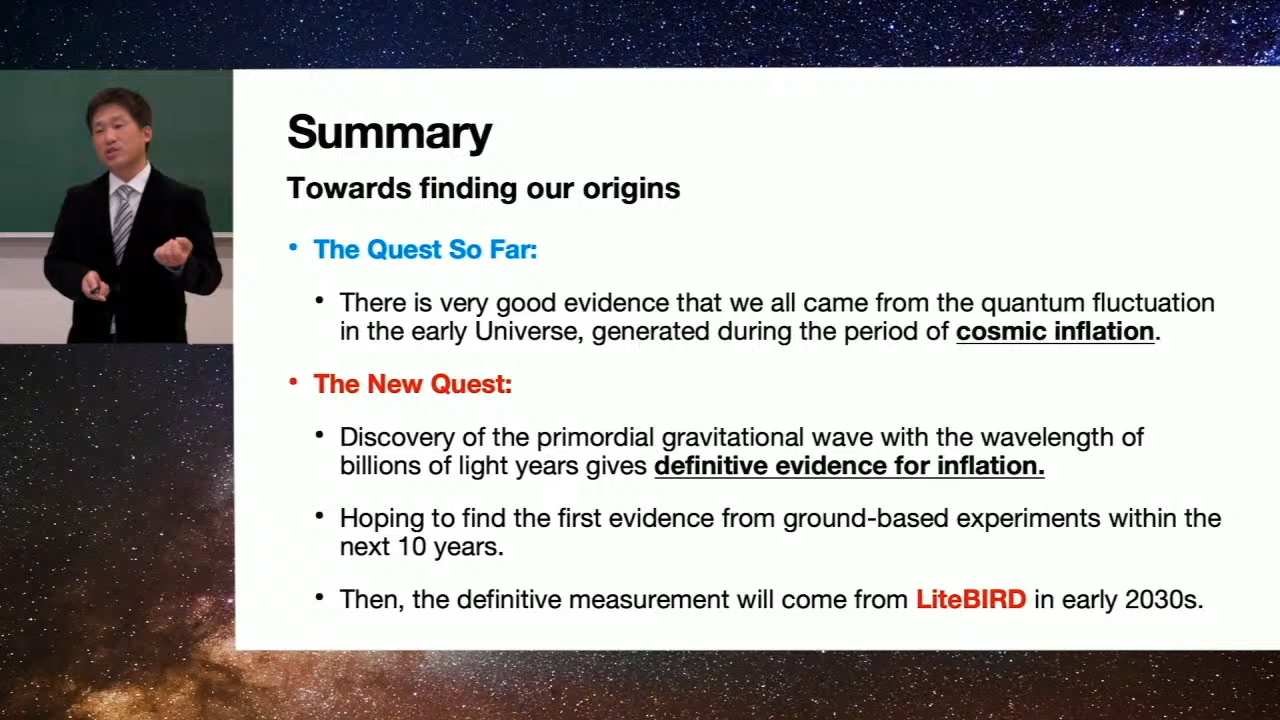 Summary
Towards finding our origins
• The Quest So Far:
• There is very good evidence that we all came from the quantum fluctuation
in the early Universe, generated during the period of cosmic inflation.
• The New Quest:
• Discovery of the primordial gravitational wave with the wavelength of
billions of light years gives definitive evidence for inflation.
• Hoping to find the first evidence from ground-based experiments within the
next 10 years.
• Then, the definitive measurement will come from LiteBIRD in early 2030s.